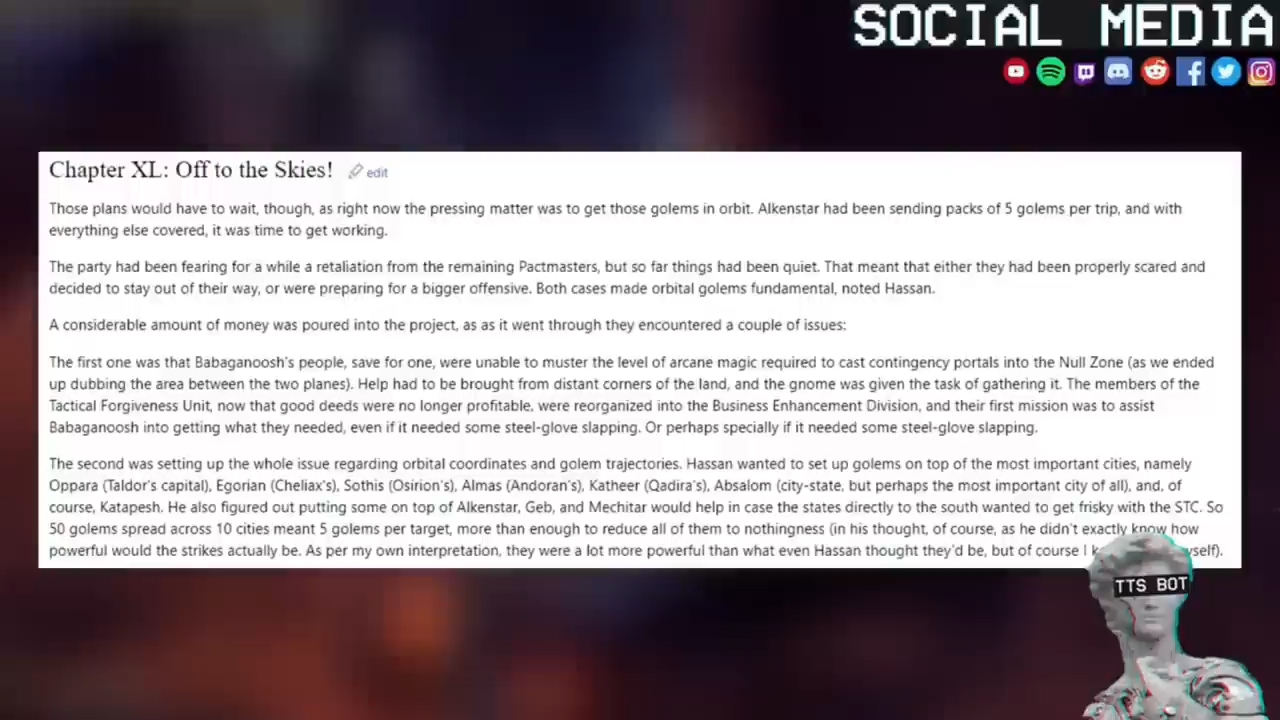 SOCIAL MEDIA
Chapter XL: Off to the Skies! edit
Those plans would have to wait, though, as right now the pressing matter was to get those golems in orbit. Alkenstar had been sending packs of 5 golems per trip, and with
everything else covered, it was time to get working.
The party had been fearing for a while a retaliation from the remaining Pactmasters, but so far things had been quiet. That meant that either they had been properly scared and
decided to stay out of their way, or were preparing for a bigger offensive. Both cases made orbital golems fundamental, noted Hassan.
A considerable amount of money was poured into the project, as as it went through they encountered a couple of issues:
The first one was that Babaganoosh's people, save for one, were unable to muster the level of arcane magic required to cast contingency portals into the Null Zone (as we ended
up dubbing the area between the two planes). Help had to be brought from distant corners of the land, and the gnome was given the task of gathering it. The members of the
Tactical Forgiveness Unit, now that good deeds were no longer profitable, were reorganized into the Business Enhancement Division, and their first mission was to assist
Babaganoosh into getting what they needed, even if it needed some steel-glove slapping. Or perhaps specially if it needed some steel-glove slapping.
The second was setting up the whole issue regarding orbital coordinates and golem trajectories. Hassan wanted to set up golems on top of the most important cities, namely
Oppara (Taldor's capital), Egorian (Cheliax's), Sothis (Osirion's), Almas (Andoran's), Katheer (Qadira's), Absalom (city-state, but perhaps the most important city of all), and, of
course, Katapesh. He also figured out putting some on top of Alkenstar, Geb, and Mechitar would help in case the states directly to the south wanted to get frisky with the STC. So
50 golems spread across 10 cities meant 5 golems per target, more than enough to reduce all of them to nothingness (in his thought, of course, as he didn't exactly know how
powerful would the strikes actually be. As per my own interpretation, they were a lot more powerful than what even Hassan thought they'd be, but of course I
TTS BOT